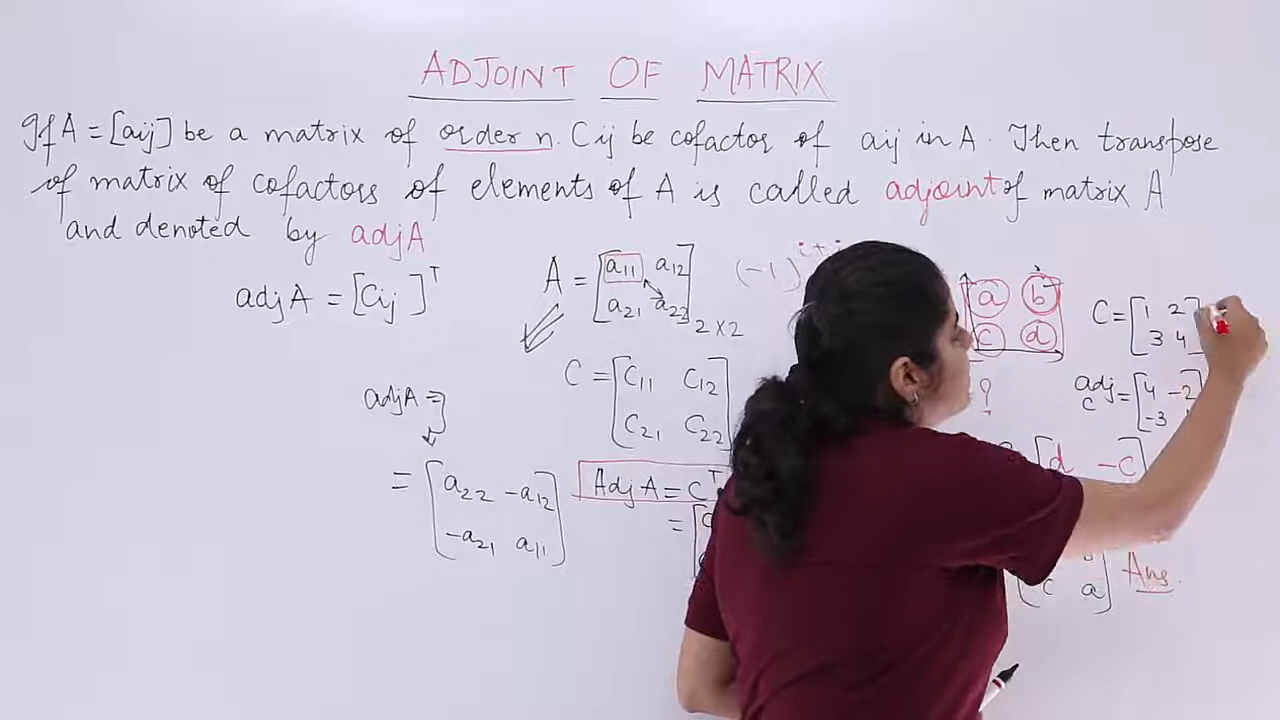 ADJOINT OF MATRIX
If A = [aij] be a matrix of order n. Cij be cofactor of aij in A. Then transpose
of matrix of cofactors of elements of A is called adjoint of matrix A
and denoted by adjA
adjA = [Cij]ᵀ
A = [a11 a12
a21 a22] 2×2
(-1)^i+j
a b
c d
C = [1 2
3 4]
C = [C11 C12
C21 C22]
adjA =
?
adj C = [4 -2
-3
= [a22 -a12
-a21 a11]
Adj A = Cᵀ
= [
[d -c]
c a] Ans.